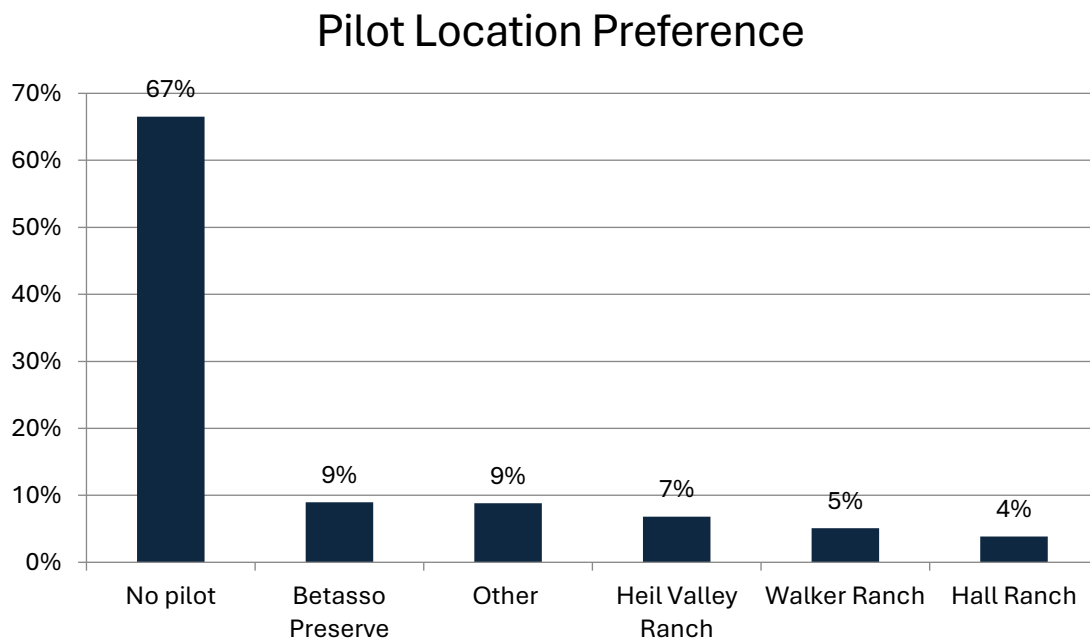 Pilot Location Preference
70%
60%
50%
40%
30%
20%
10%
0%
67%
9%
9%
7%
5%
4%
No pilot
Betasso
Preserve
Other
Heil Valley
Ranch
Walker Ranch
Hall Ranch